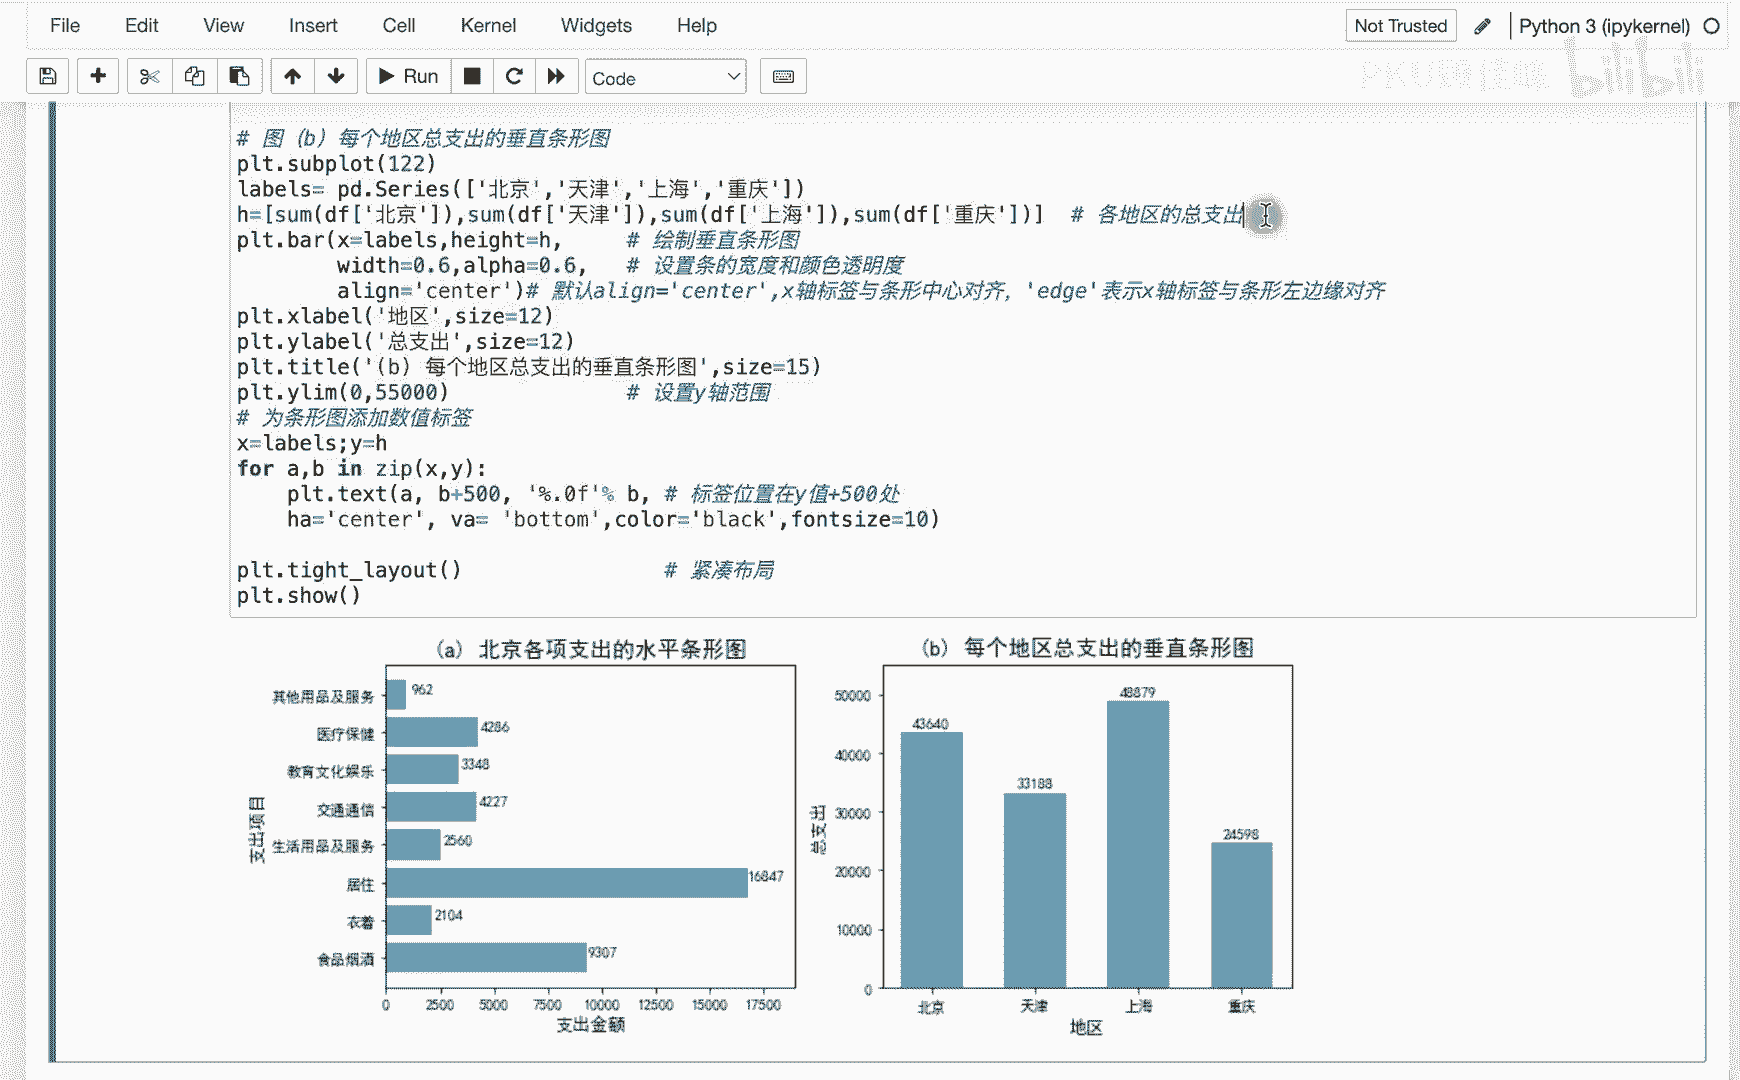 File Edit View Insert Cell Kernel Widgets Help Not Trusted Python 3 (ipykernel)
Run Code
bilibili
# 图（b）每个地区总支出的垂直条形图
plt.subplot(122)
labels= pd.Series(['北京','天津','上海','重庆'])
h=[sum(df['北京']),sum(df['天津']),sum(df['上海']),sum(df['重庆'])]  # 各地区的总支出
plt.bar(x=labels,height=h,     # 绘制垂直条形图
        width=0.6,alpha=0.6,   # 设置条的宽度和颜色透明度
        align='center')# 默认align='center',x轴标签与条形中心对齐，'edge'表示x轴标签与条形左边缘对齐
plt.xlabel('地区',size=12)
plt.ylabel('总支出',size=12)
plt.title('(b) 每个地区总支出的垂直条形图',size=15)
plt.ylim(0,55000)              # 设置y轴范围
# 为条形图添加数值标签
x=labels;y=h
for a,b in zip(x,y):
    plt.text(a, b+500, '%.0f'% b, # 标签位置在y值+500处
    ha='center', va= 'bottom',color='black',fontsize=10)
plt.tight_layout()                # 紧凑布局
plt.show()
（a）北京各项支出的水平条形图
其他用品及服务 962
医疗保健 4286
教育文化娱乐 3348
交通通信 4227
生活用品及服务 2560
居住 16847
衣着 2104
食品烟酒 9307
支出项目
0 2500 5000 7500 10000 12500 15000 17500
支出金额
（b）每个地区总支出的垂直条形图
50000
40000
30000
20000
10000
0
总支出
43640 33188 48879 24598
北京 天津 上海 重庆
地区